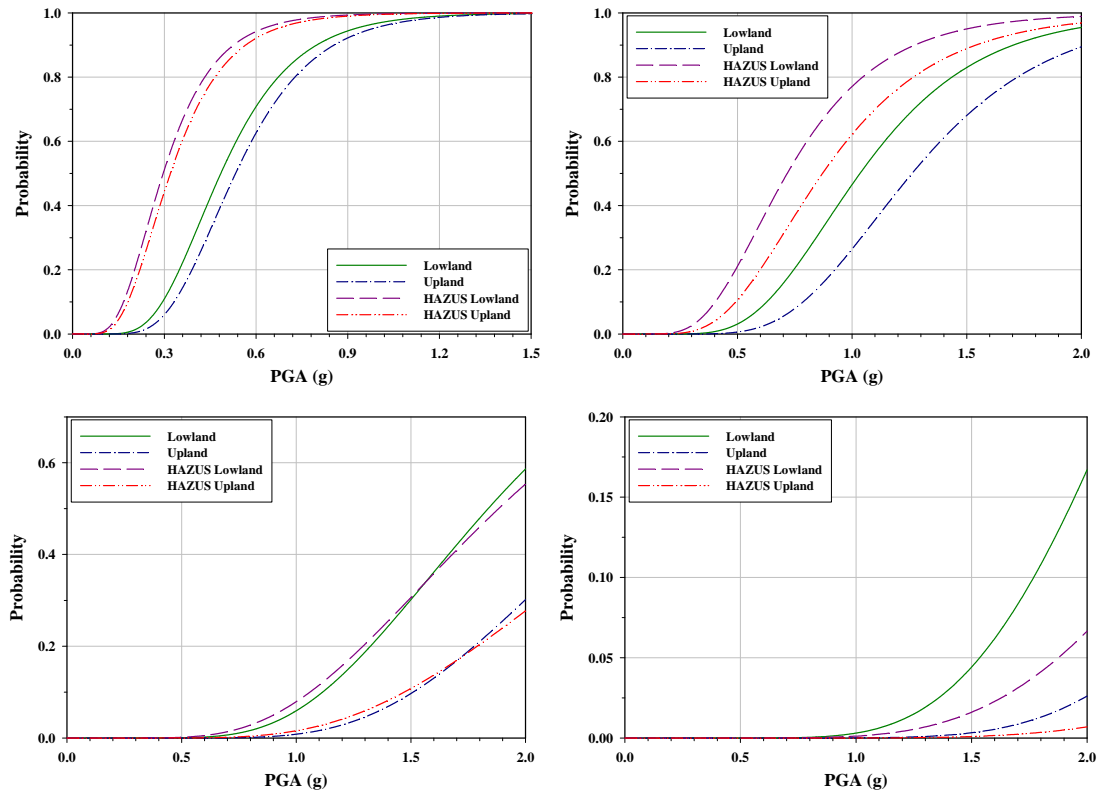 1.0
0.8
0.6
0.4
0.2
0.0
Probability
0.0 0.3 0.6 0.9 1.2 1.5
PGA (g)
Lowland
Upland
HAZUS Lowland
HAZUS Upland
1.0
0.8
0.6
0.4
0.2
0.0
Probability
0.0 0.5 1.0 1.5 2.0
PGA (g)
Lowland
Upland
HAZUS Lowland
HAZUS Upland
0.6
0.4
0.2
0.0
Probability
0.0 0.5 1.0 1.5 2.0
PGA (g)
Lowland
Upland
HAZUS Lowland
HAZUS Upland
0.20
0.15
0.10
0.05
0.00
Probability
0.0 0.5 1.0 1.5 2.0
PGA (g)
Lowland
Upland
HAZUS Lowland
HAZUS Upland